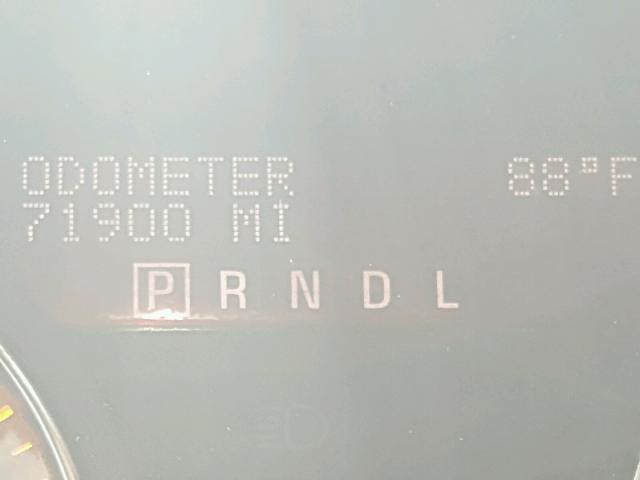 ODOMETER 88°F
71900 MI
P R N D L